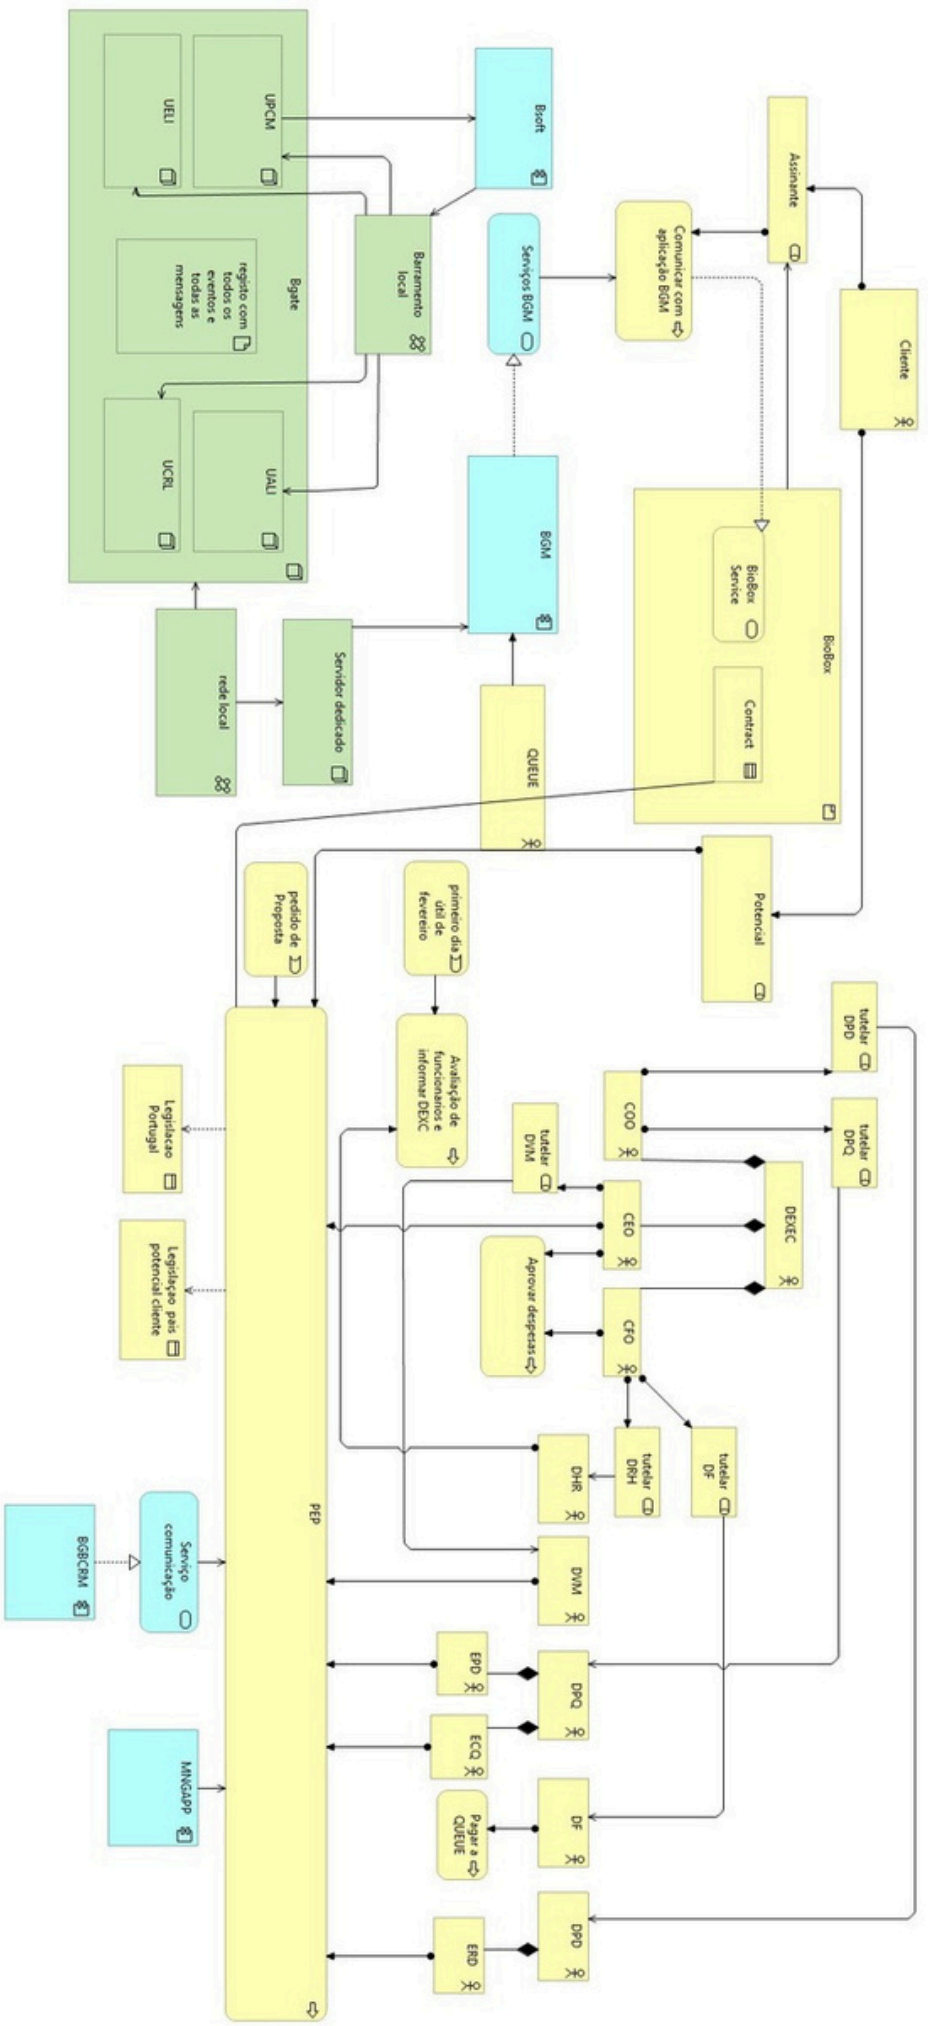 Cliente
tutelar
DPD
tutelar
DPQ
BioBox
Assinante
DEXEC
BioBox
Service
Contract
Potencial
tutelar
DF
Comunicar com
aplicação BGM
COO
CEO
CFO
tutelar
DRH
DHR
DVM
DPQ
DF
DPD
Bsoft
Serviços BGM
BGM
QUEUE
tutelar
DVM
Aprovar despesas
EPD
ECQ
Pagar a
QUEUE
ERD
Barramento
local
primeiro dia
útil de
fevereiro
Avaliação de
funcionarios e
informar DEXC
Servidor dedicado
Bgate
pedido de
Proposta
PEP
UPCM
UALI
registo com
todos os
eventos e
todas as
mensagens
rede local
UELI
UCRL
Legislacao
Portugal
Legislaçao pais
potencial cliente
Serviço
comunicação
MNGAPP
BGBCRM